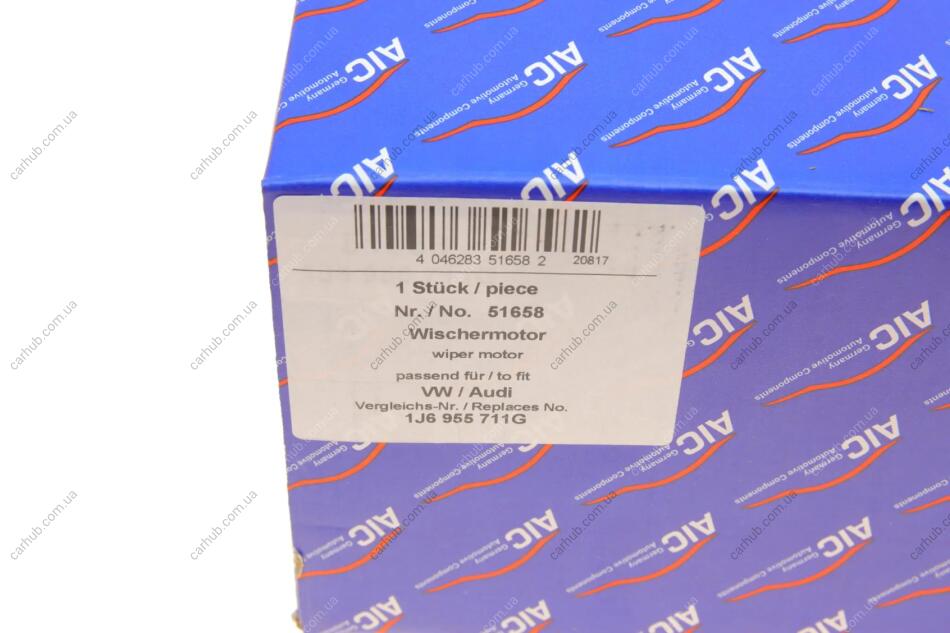 4 046283 51658 2 20817
1 Stück / piece
Nr. / No. 51658
Wischermotor
wiper motor
passend für / to fit
VW / Audi
Vergleichs-Nr. / Replaces No.
1J6 955 711G
AIC
Germany
Automotive Components
carhub.com.ua